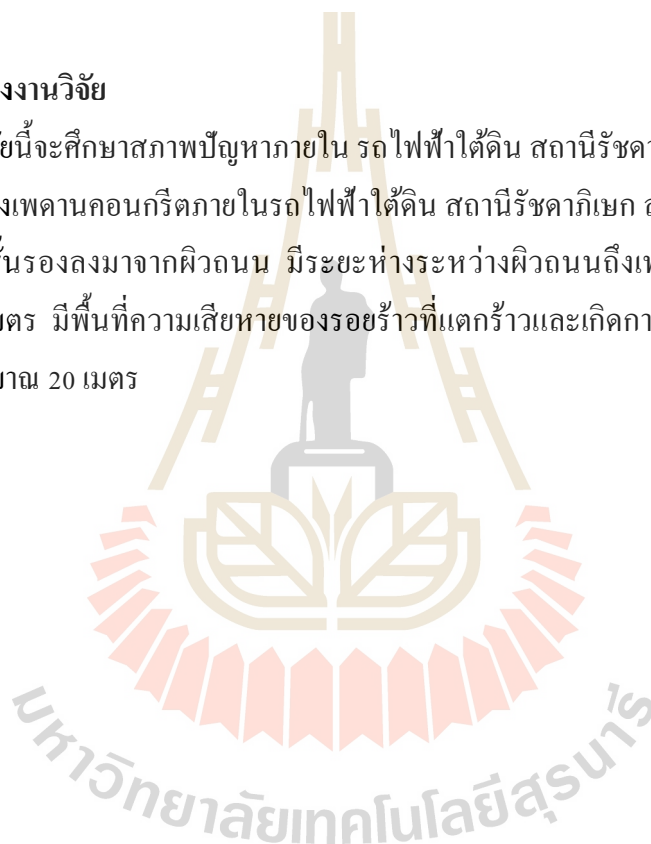 งงานวิจัย
ัยนี้จะศึกษาสภาพปัญหาภายใน รถไฟฟ้าใต้ดิน สถานีรัชดา
งเพดานคอนกรีตภายในรถไฟฟ้าใต้ดิน สถานีรัชดาภิเษก ส
ั้นรองลงมาจากผิวถนน มีระยะห่างระหว่างผิวถนนถึงเพ
มตร มีพื้นที่ความเสียหายของรอยร้าวที่แตกร้าวและเกิดกา
มาณ 20 เมตร
มหาวิทยาลัยเทคโนโลยีสุรนารี